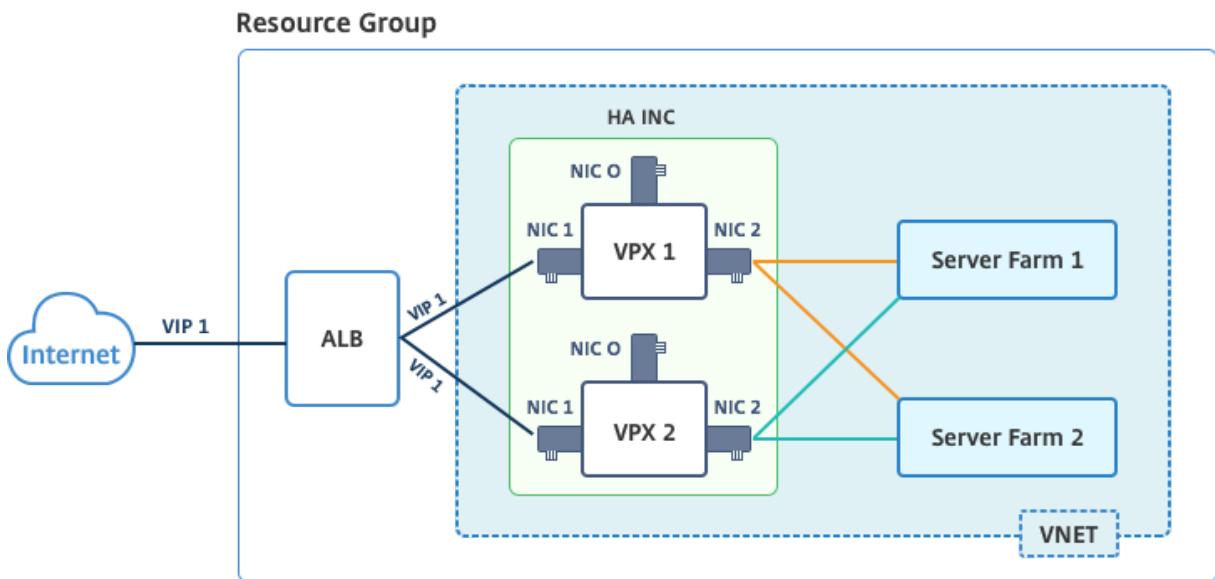 Resource Group
HA INC
NIC O
NIC 1
VPX 1
NIC 2
Server Farm 1
VIP 1
VIP 1
ALB
Internet
VIP 1
NIC O
NIC 1
VPX 2
NIC 2
Server Farm 2
VNET